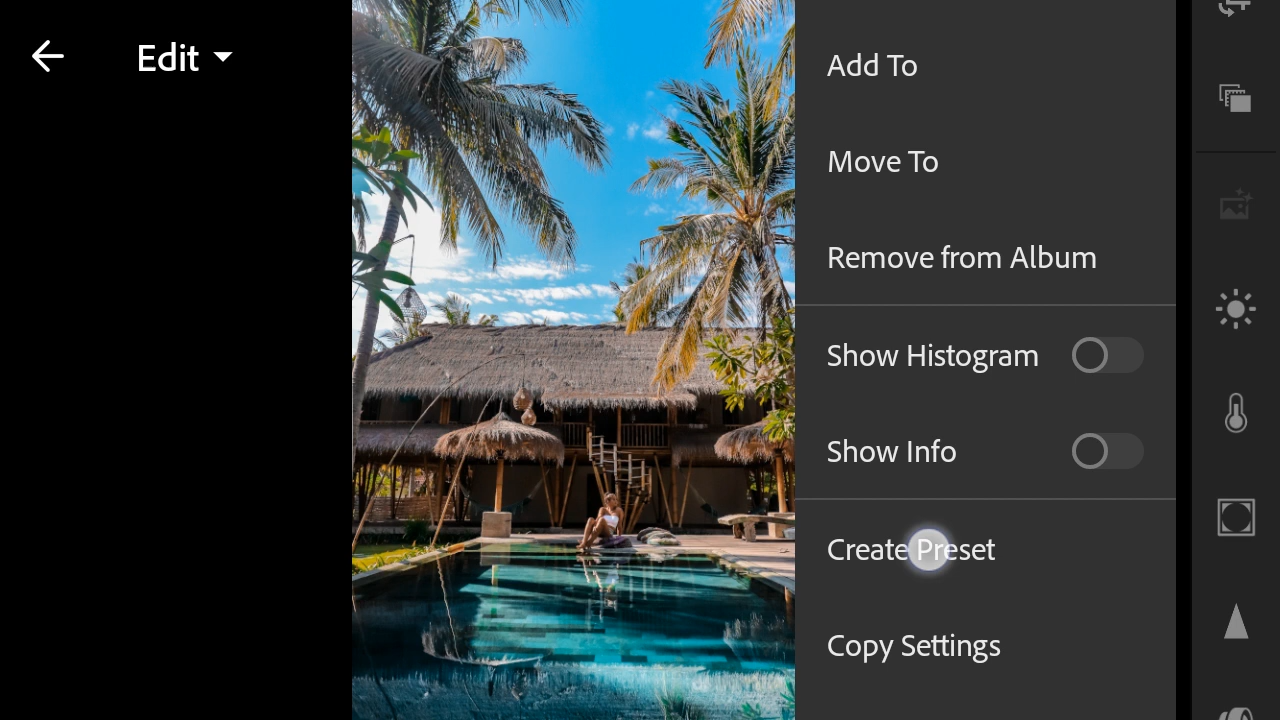 Edit
Add To
Move To
Remove from Album
Show Histogram
Show Info
Create Preset
Copy Settings